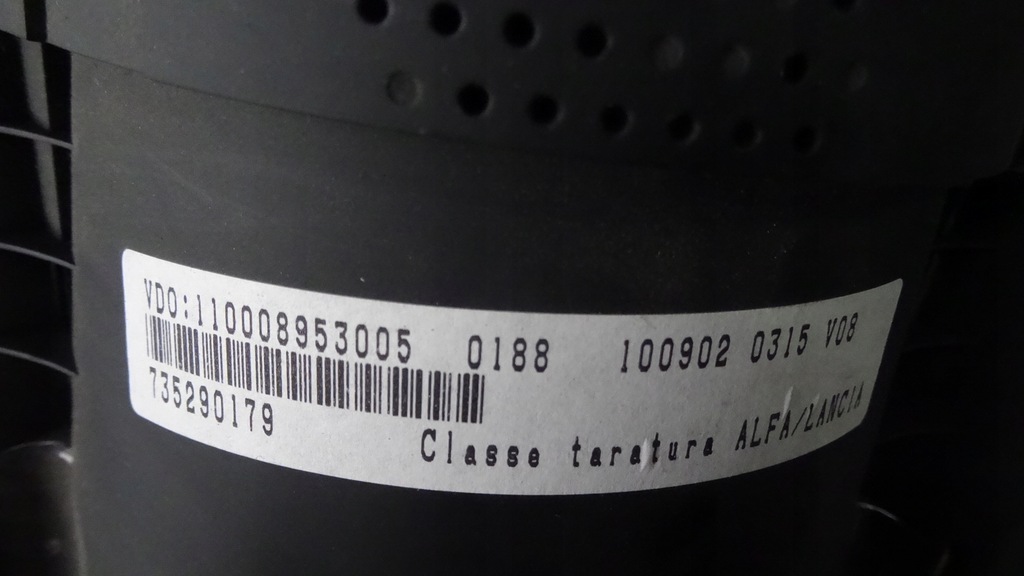 VDO:110008953005 0188 100902 0315 V08
735290179
Classe taratura ALFA/LANCIA